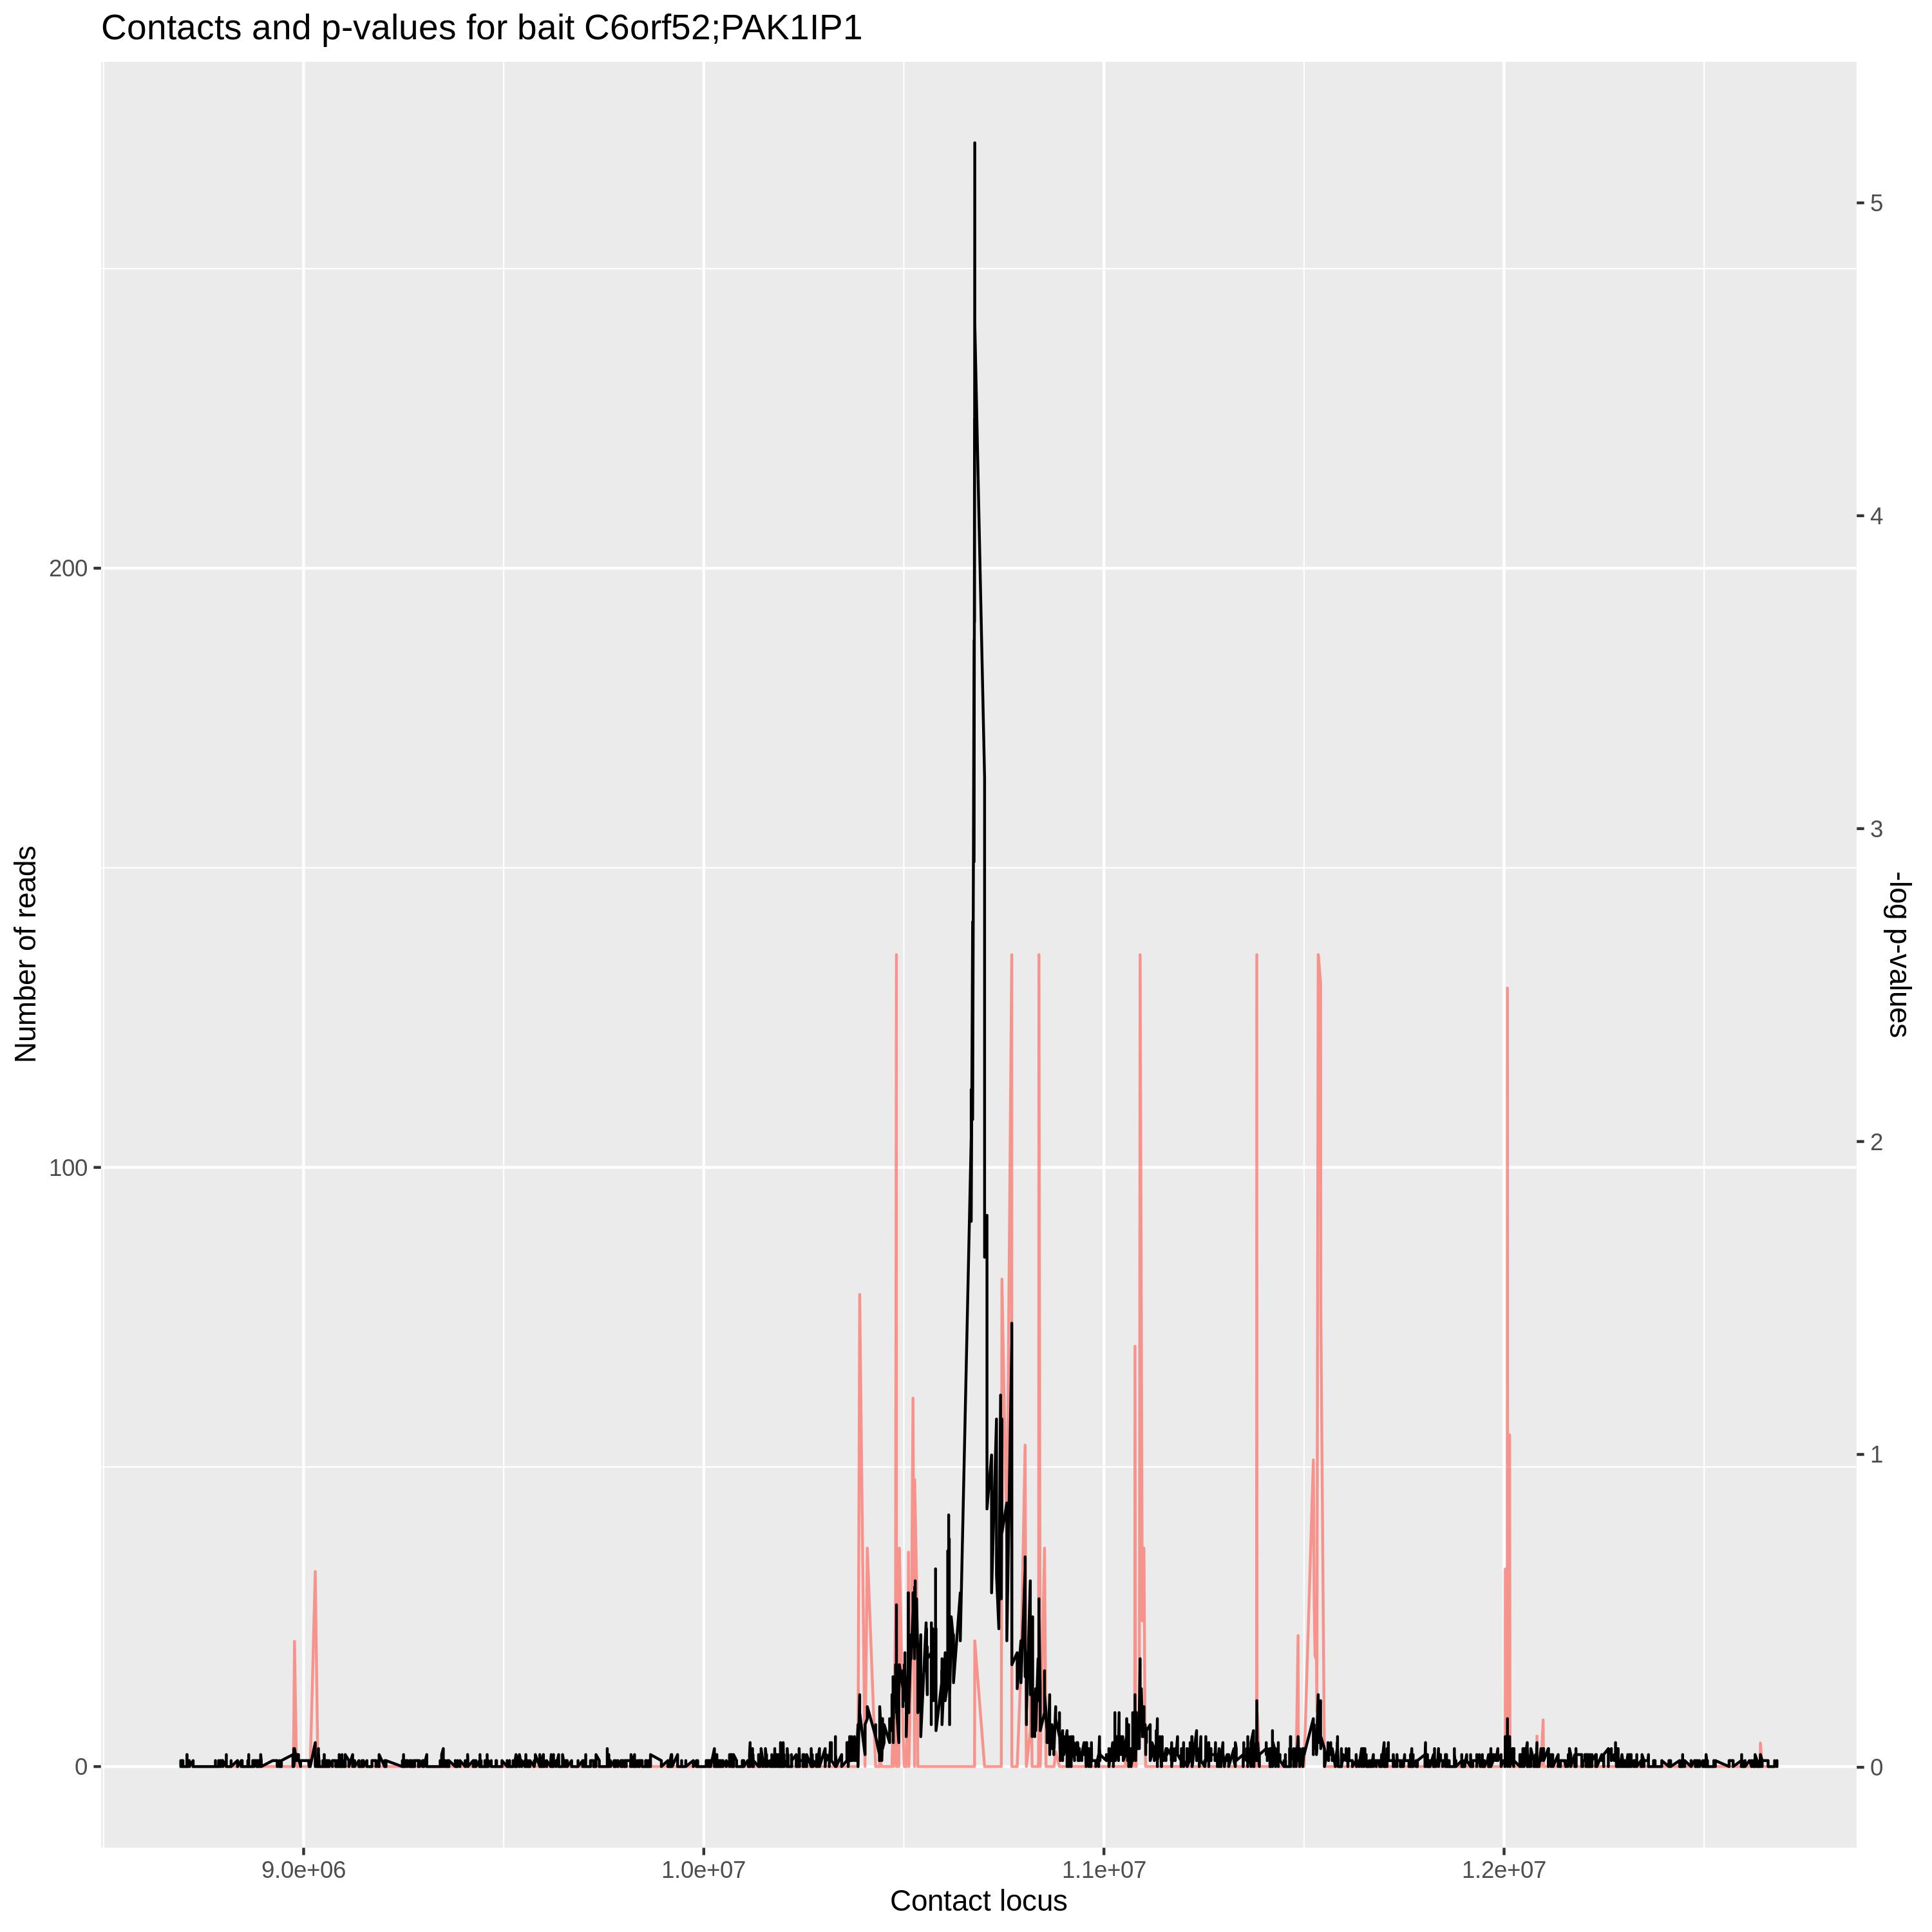 Contacts and p-values for bait C6orf52;PAK1IP1
Number of reads
200
100
0
5
4
3
2
1
0
-log p-values
9.0e+06
1.0e+07
1.1e+07
1.2e+07
Contact locus